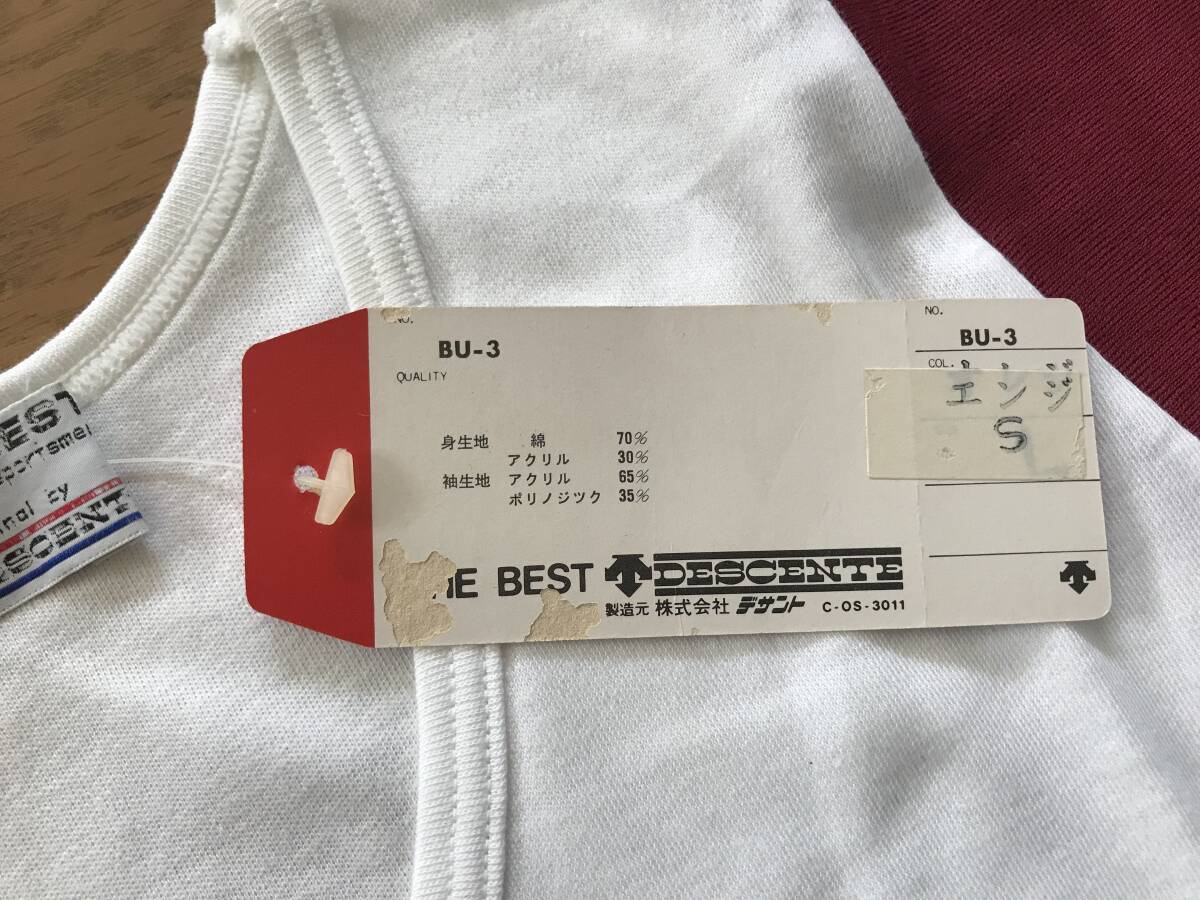 NO.
BU-3
QUALITY
身生地 綿 70%
アクリル 30%
袖生地 アクリル 65%
ポリノジツク 35%
BEST DESCENTE
製造元 株式会社 デサント C-OS-3011
NO.
BU-3
COL.
エンジ
S